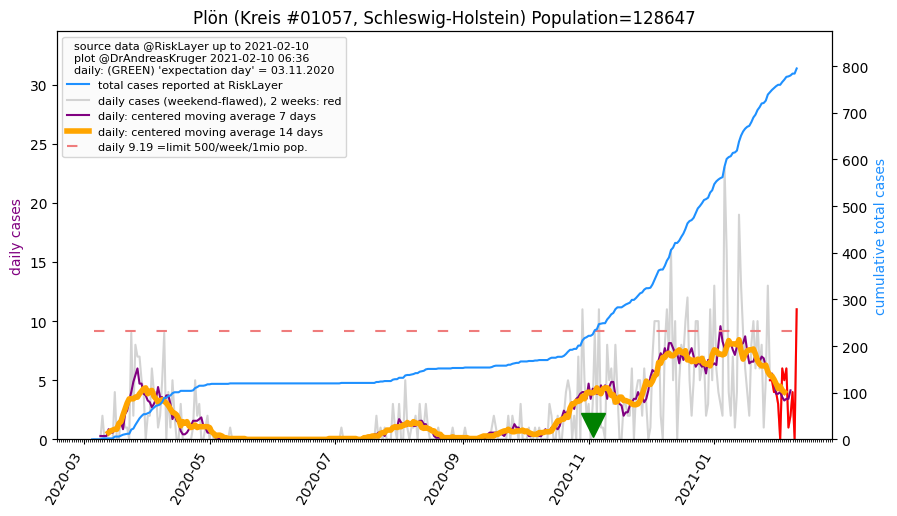 Plön (Kreis #01057, Schleswig-Holstein) Population=128647
source data @RiskLayer up to 2021-02-10
plot @DrAndreasKruger 2021-02-10 06:36
daily: (GREEN) 'expectation day' = 03.11.2020
total cases reported at RiskLayer
daily cases (weekend-flawed), 2 weeks: red
daily: centered moving average 7 days
daily: centered moving average 14 days
daily 9.19 =limit 500/week/1mio pop.
daily cases
30
25
20
15
10
5
0
cumulative total cases
800
700
600
500
400
300
200
100
0
2020-03
2020-05
2020-07
2020-09
2020-11
2021-01